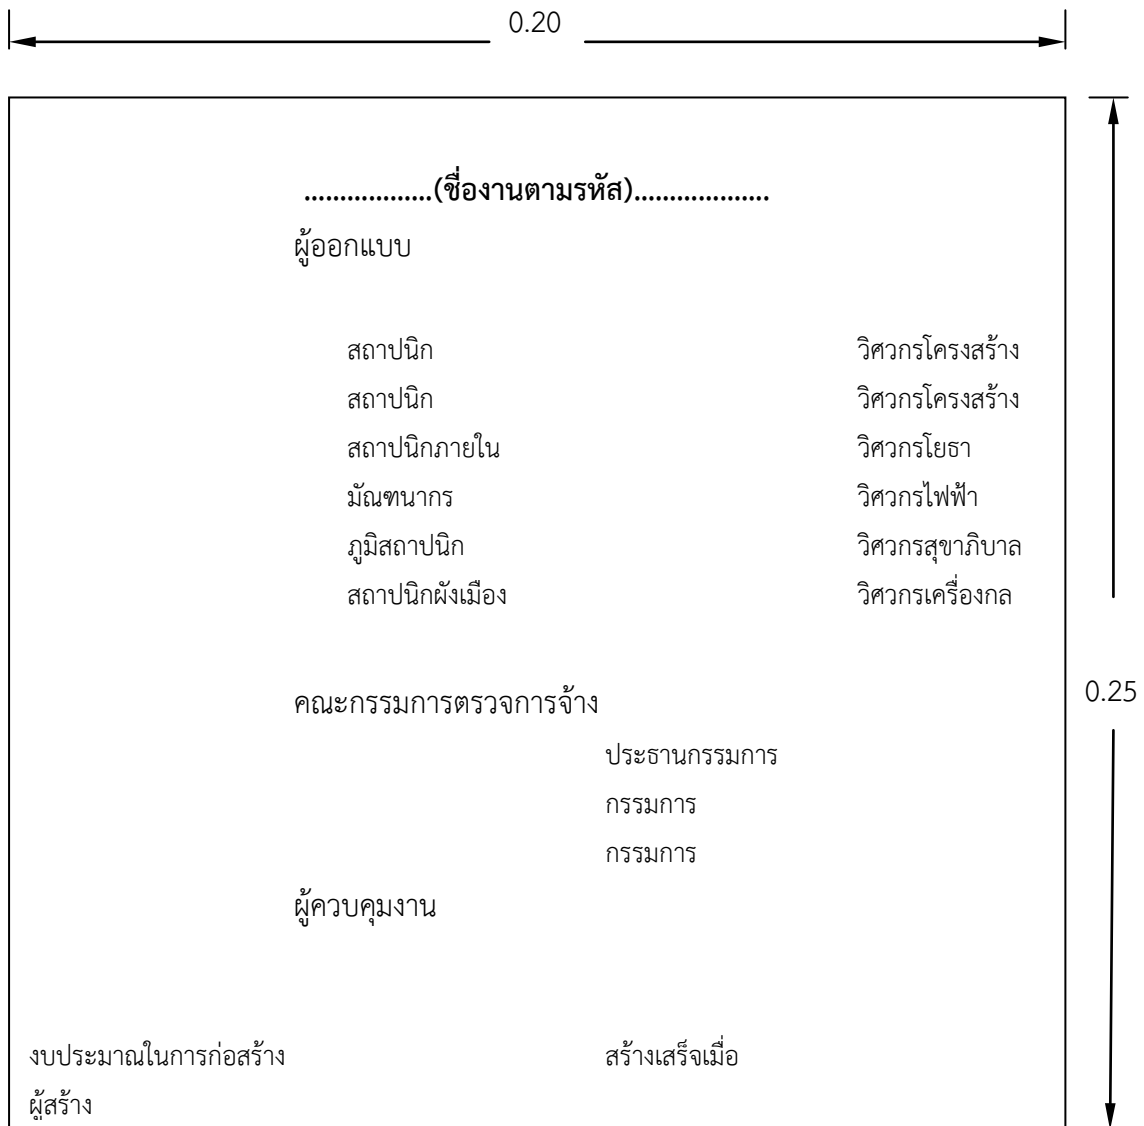 0.20
..................(ชื่องานตามรหัส)...................
ผู้ออกแบบ
สถาปนิก วิศวกรโครงสร้าง
สถาปนิก วิศวกรโครงสร้าง
สถาปนิกภายใน วิศวกรโยธา
มัณฑนากร วิศวกรไฟฟ้า
ภูมิสถาปนิก วิศวกรสุขาภิบาล
สถาปนิกผังเมือง วิศวกรเครื่องกล
คณะกรรมการตรวจการจ้าง
0.25
ประธานกรรมการ
กรรมการ
กรรมการ
ผู้ควบคุมงาน
งบประมาณในการก่อสร้าง สร้างเสร็จเมื่อ
ผู้สร้าง